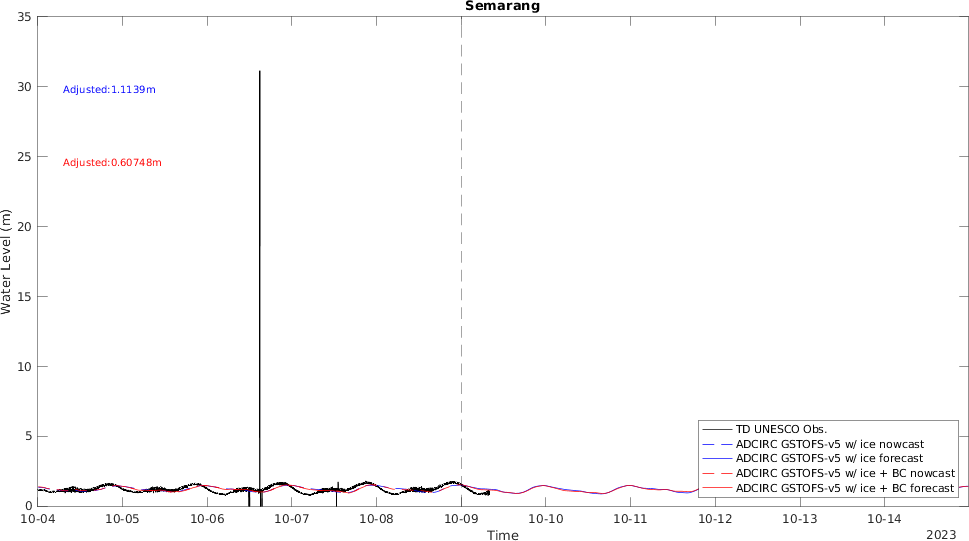 Semarang
35
30
25
20
15
10
5
0
Water Level (m)
Adjusted:1.1139m
Adjusted:0.60748m
TD UNESCO Obs.
ADCIRC GSTOFS-v5 w/ ice nowcast
ADCIRC GSTOFS-v5 w/ ice forecast
ADCIRC GSTOFS-v5 w/ ice + BC nowcast
ADCIRC GSTOFS-v5 w/ ice + BC forecast
10-04 10-05 10-06 10-07 10-08 10-09 10-10 10-11 10-12 10-13 10-14
Time
2023